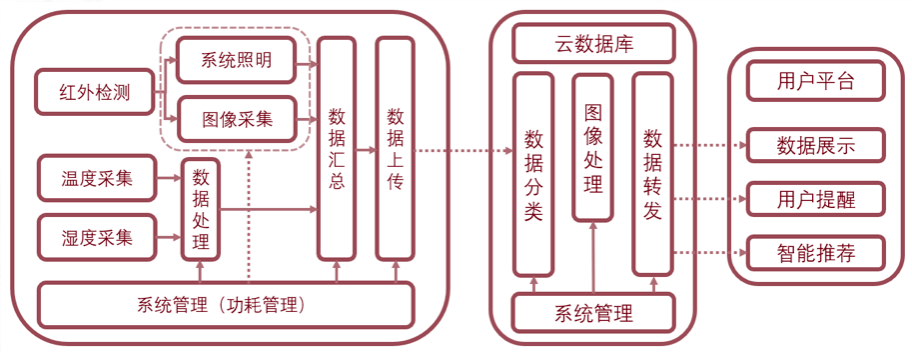 红外检测
系统照明
图像采集
温度采集
湿度采集
数据处理
数据汇总
数据上传
系统管理（功耗管理）
云数据库
数据分类
图像处理
数据转发
系统管理
用户平台
数据展示
用户提醒
智能推荐